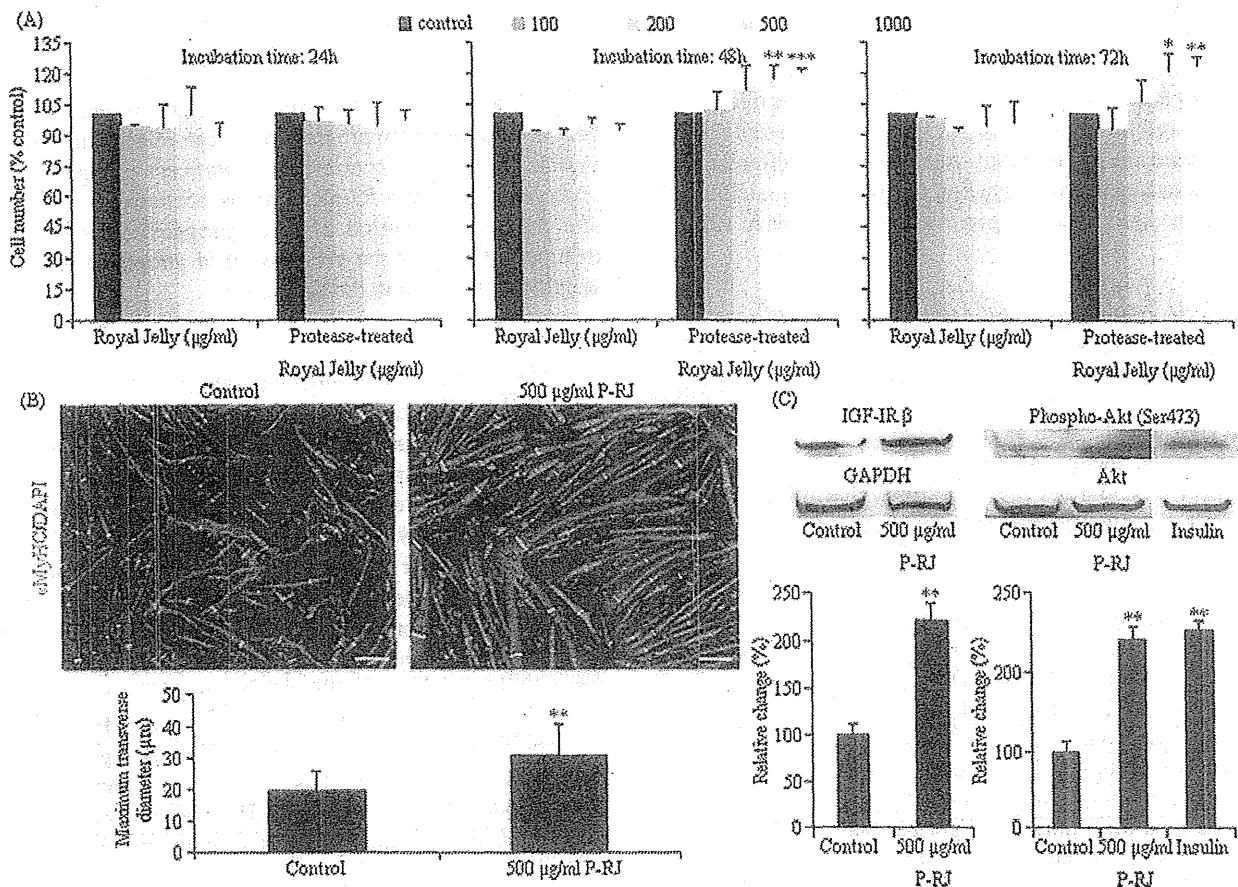 (A)
control 100 200 500 1000
135
120
105
90
75
60
45
30
15
0
Cell number (% control)
Incubation time: 24h
Incubation time: 48h
Incubation time: 72h
** ***
* **
Royal Jelly (µg/ml)
Protease-treated
Royal Jelly (µg/ml)
Royal Jelly (µg/ml)
Protease-treated
Royal Jelly (µg/ml)
Royal Jelly (µg/ml)
Protease-treated
Royal Jelly (µg/ml)
(B)
Control
500 µg/ml P-RJ
eMyHC/DAPI
50
40
30
20
10
0
Maximum transverse
diameter (µm)
**
Control
500 µg/ml P-RJ
(C)
IGF-IR β
GAPDH
Control
500 µg/ml
P-RJ
Phospho-Akt (Ser473)
Akt
Control
500 µg/ml
P-RJ
Insulin
250
200
150
100
50
0
Relative change (%)
**
Control
500 µg/ml
P-RJ
300
200
100
0
Relative change (%)
**
**
Control
500 µg/ml
P-RJ
Insulin